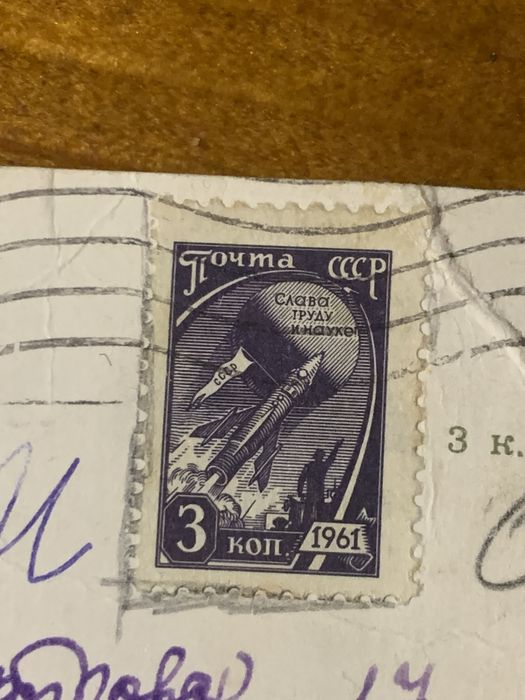 Почта СССР
Слава
труду
и науке!
СССР
3 к.
3 коп. 1961